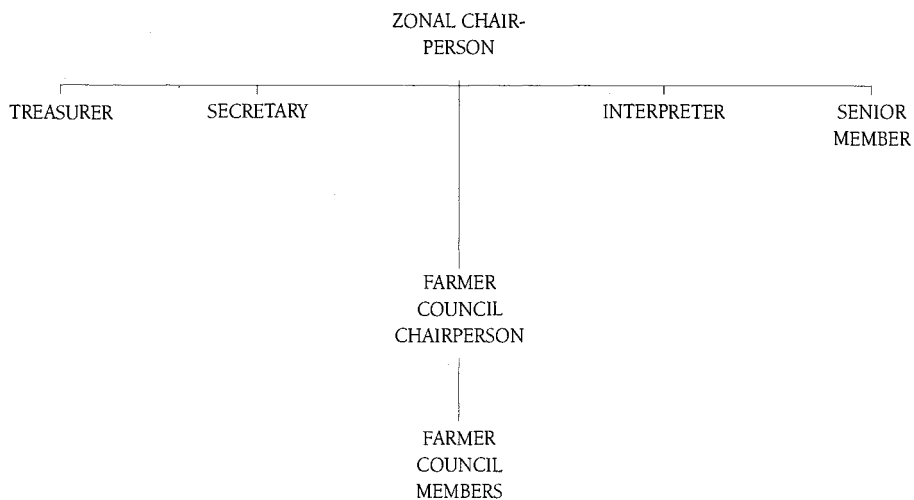 ZONAL CHAIR-
PERSON
TREASURER
SECRETARY
INTERPRETER
SENIOR
MEMBER
FARMER
COUNCIL
CHAIRPERSON
FARMER
COUNCIL
MEMBERS